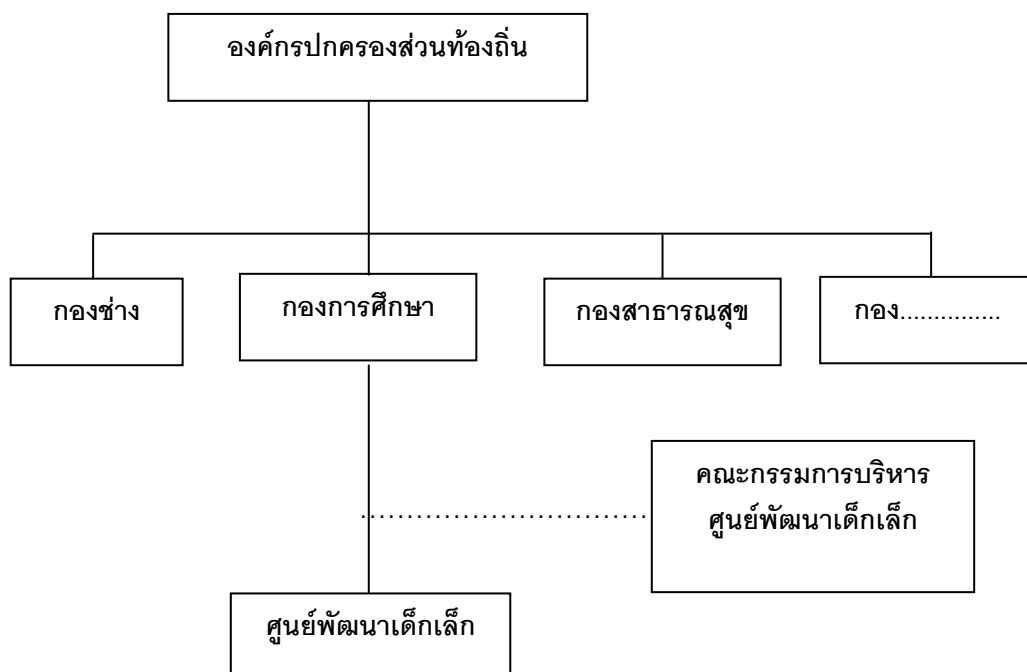 องค์กรปกครองส่วนท้องถิ่น
กองช่าง
กองการศึกษา
กองสาธารณสุข
กอง...............
คณะกรรมการบริหาร
ศูนย์พัฒนาเด็กเล็ก
ศูนย์พัฒนาเด็กเล็ก